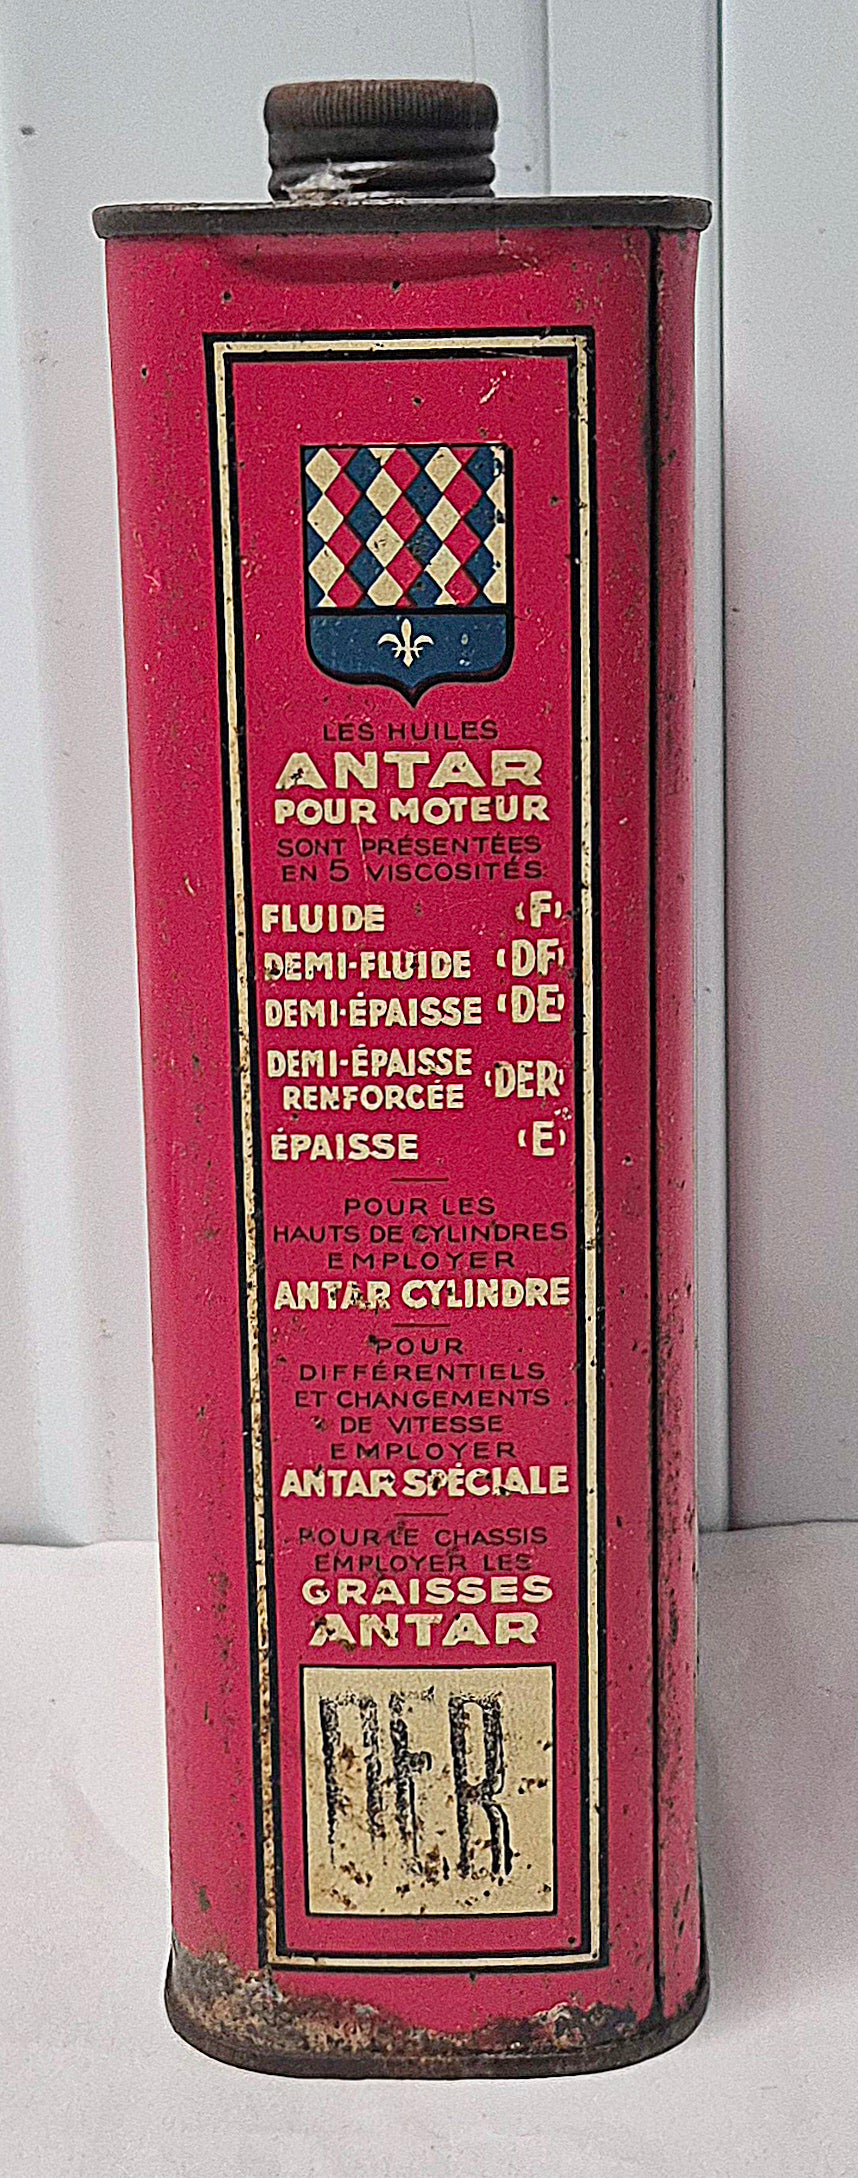 LES HUILES
ANTAR
POUR MOTEUR
SONT PRÉSENTÉES
EN 5 VISCOSITÉS:
FLUIDE (F)
DEMI-FLUIDE (DF)
DEMI-ÉPAISSE (DE)
DEMI-ÉPAISSE
RENFORCÉE (DER)
ÉPAISSE (E)
POUR LES
HAUTS DE CYLINDRES
EMPLOYER
ANTAR CYLINDRE
POUR
DIFFÉRENTIELS
ET CHANGEMENTS
DE VITESSE
EMPLOYER
ANTAR SPÉCIALE
POUR LE CHASSIS
EMPLOYER LES
GRAISSES
ANTAR
DER